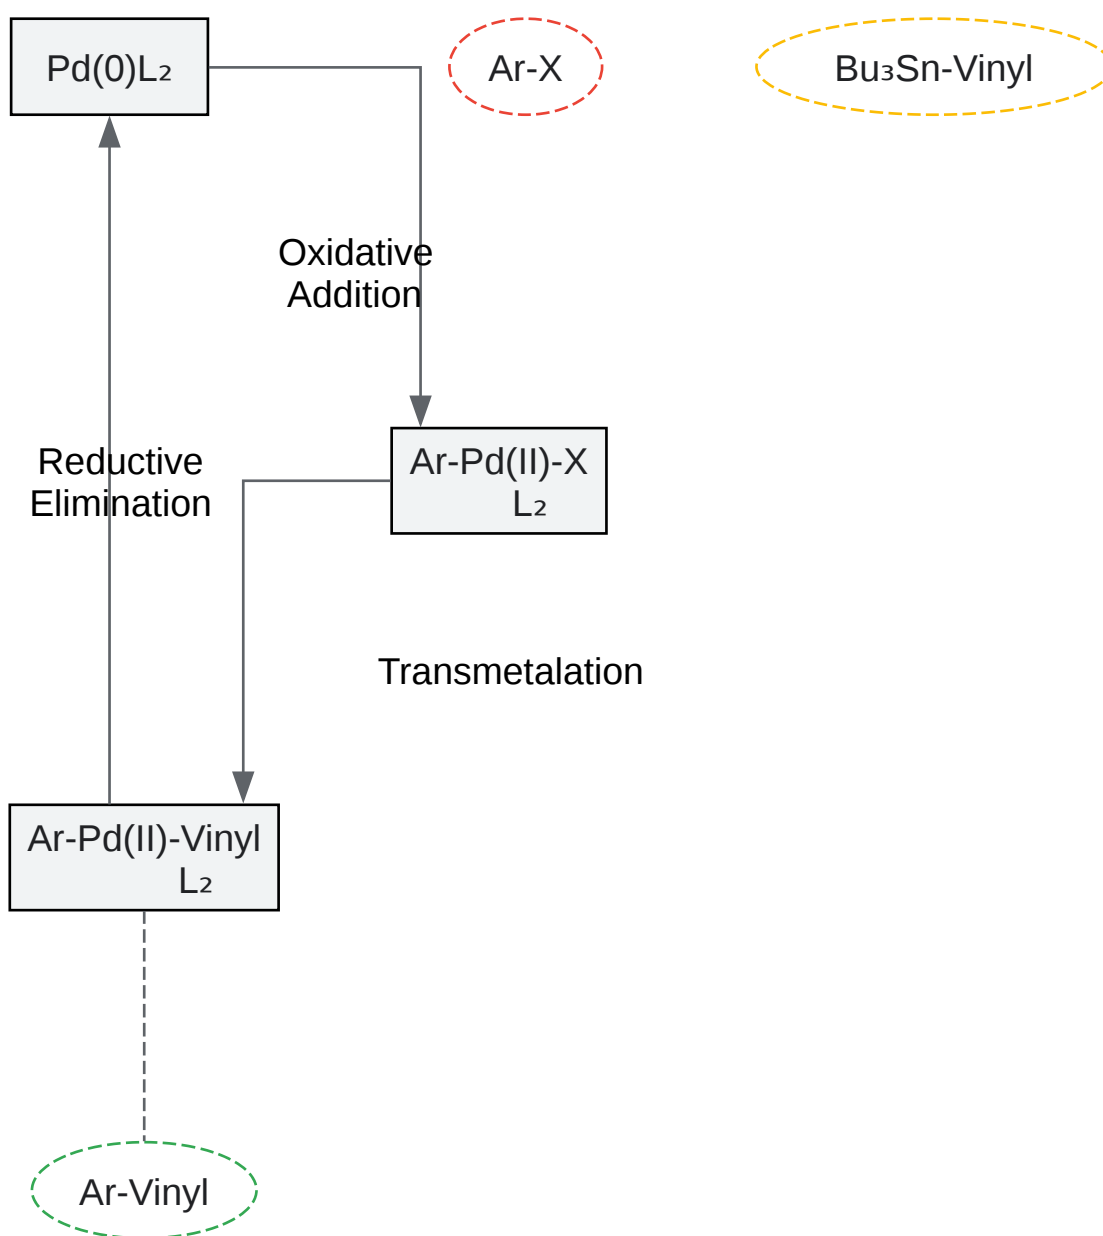 Pd(0)L₂
Ar-X
Bu₃Sn-Vinyl
Oxidative
Addition
Reductive
Elimination
Ar-Pd(II)-X
L₂
Transmetalation
Ar-Pd(II)-Vinyl
L₂
Ar-Vinyl